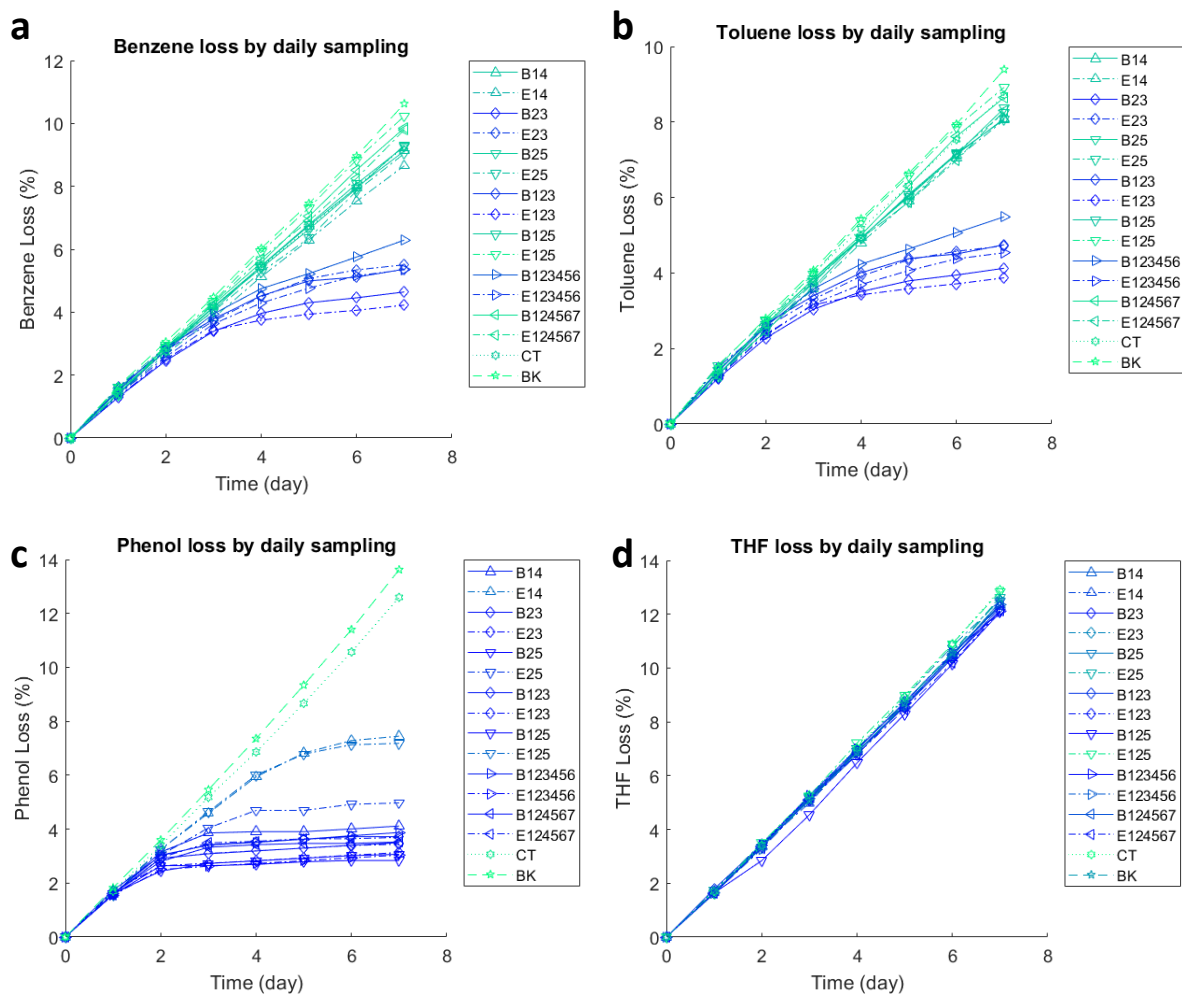 a
Benzene loss by daily sampling
12
10
8
6
4
2
0
0 2 4 6 8
Benzene Loss (%)
Time (day)
B14
E14
B23
E23
B25
E25
B123
E123
B125
E125
B123456
E123456
B124567
E124567
CT
BK
b
Toluene loss by daily sampling
10
8
6
4
2
0
0 2 4 6 8
Toluene Loss (%)
Time (day)
B14
E14
B23
E23
B25
E25
B123
E123
B125
E125
B123456
E123456
B124567
E124567
CT
BK
c
Phenol loss by daily sampling
14
12
10
8
6
4
2
0
0 2 4 6 8
Phenol Loss (%)
Time (day)
B14
E14
B23
E23
B25
E25
B123
E123
B125
E125
B123456
E123456
B124567
E124567
CT
BK
d
THF loss by daily sampling
14
12
10
8
6
4
2
0
0 2 4 6 8
THF Loss (%)
Time (day)
B14
E14
B23
E23
B25
E25
B123
E123
B125
E125
B123456
E123456
B124567
E124567
CT
BK